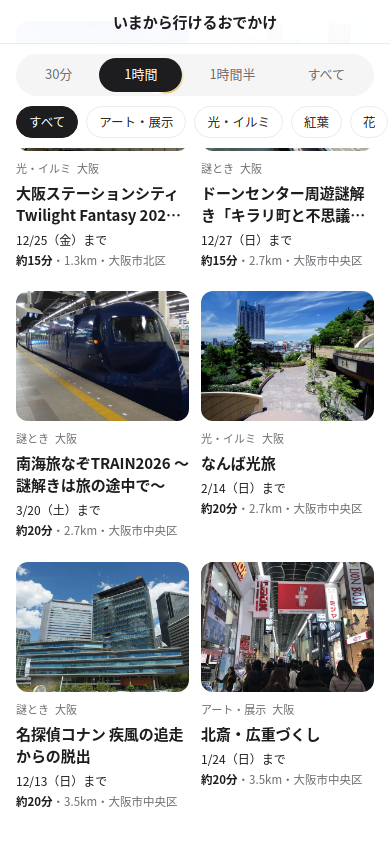 いまから行けるおでかけ
30分
1時間
1時間半
すべて
すべて
アート・展示
光・イルミ
紅葉
花
光・イルミ 大阪
大阪ステーションシティ
Twilight Fantasy 202…
12/25（金）まで
約15分・1.3km・大阪市北区
謎とき 大阪
ドーンセンター周遊謎解
き「キラリ町と不思議…
12/27（日）まで
約15分・2.7km・大阪市中央区
謎とき 大阪
南海旅なぞTRAIN2026 〜
謎解きは旅の途中で〜
3/20（土）まで
約20分・2.7km・大阪市中央区
光・イルミ 大阪
なんば光旅
2/14（日）まで
約20分・2.7km・大阪市中央区
謎とき 大阪
名探偵コナン 疾風の追走
からの脱出
12/13（日）まで
約20分・3.5km・大阪市中央区
アート・展示 大阪
北斎・広重づくし
1/24（日）まで
約20分・3.5km・大阪市中央区